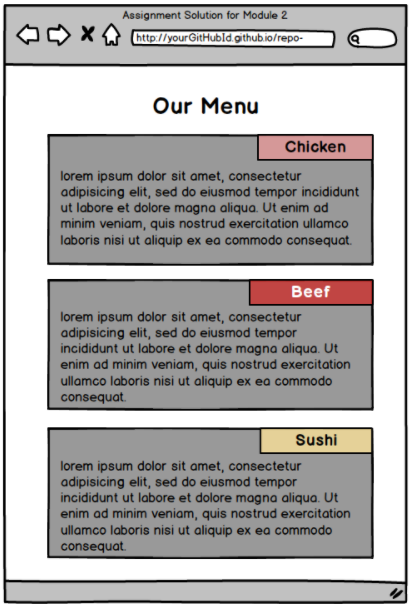 Assignment Solution for Module 2
http://yourGitHubId.github.io/repo-
Our Menu
Chicken
lorem ipsum dolor sit amet, consectetur
adipisicing elit, sed do eiusmod tempor incididunt
ut labore et dolore magna aliqua. Ut enim ad
minim veniam, quis nostrud exercitation ullamco
laboris nisi ut aliquip ex ea commodo consequat.
Beef
lorem ipsum dolor sit amet, consectetur
adipisicing elit, sed do eiusmod tempor
incididunt ut labore et dolore magna aliqua. Ut
enim ad minim veniam, quis nostrud exercitation
ullamco laboris nisi ut aliquip ex ea commodo
consequat.
Sushi
lorem ipsum dolor sit amet, consectetur
adipisicing elit, sed do eiusmod tempor
incididunt ut labore et dolore magna aliqua. Ut
enim ad minim veniam, quis nostrud exercitation
ullamco laboris nisi ut aliquip ex ea commodo
consequat.